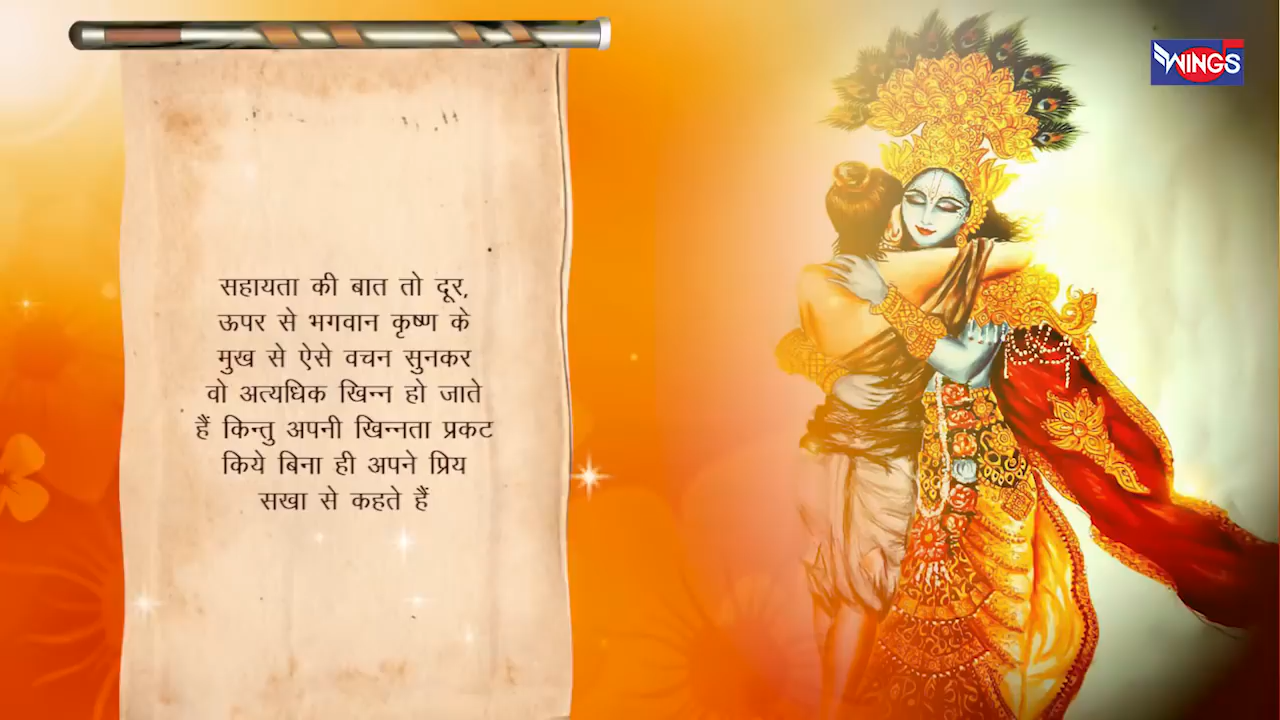 सहायता की बात तो दूर,
ऊपर से भगवान कृष्ण के
मुख से ऐसे वचन सुनकर
वो अत्यधिक खिन्न हो जाते
हैं किन्तु अपनी खिन्नता प्रकट
किये बिना ही अपने प्रिय
सखा से कहते हैं
WINGS